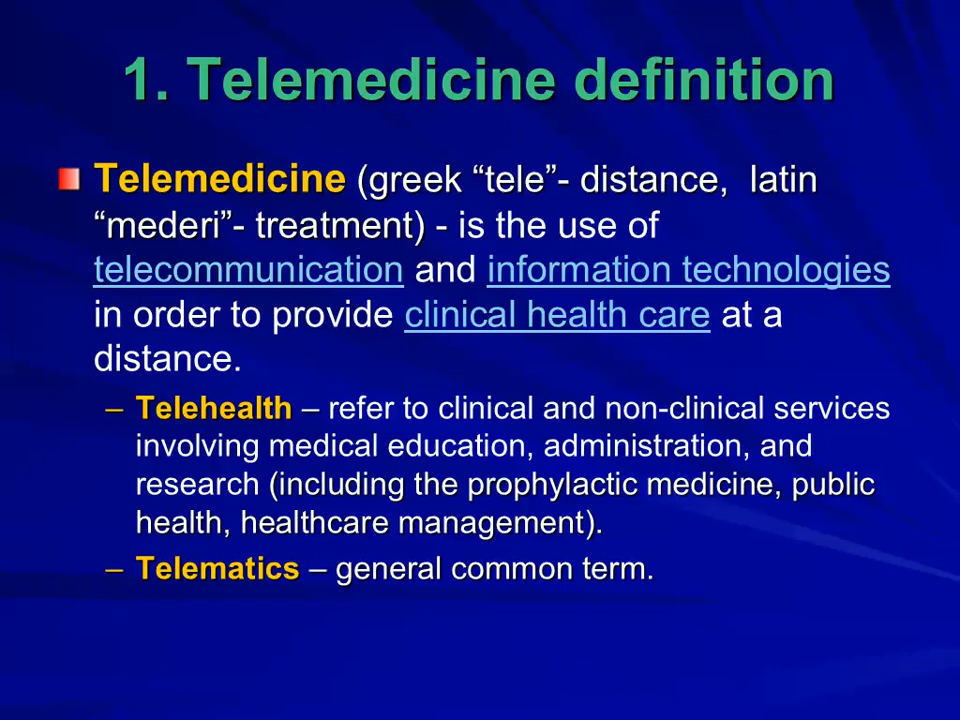 1. Telemedicine definition
Telemedicine (greek “tele”- distance,  latin
“mederi”- treatment) - is the use of
telecommunication and information technologies
in order to provide clinical health care at a
distance.
– Telehealth – refer to clinical and non-clinical services
involving medical education, administration, and
research (including the prophylactic medicine, public
health, healthcare management).
– Telematics – general common term.